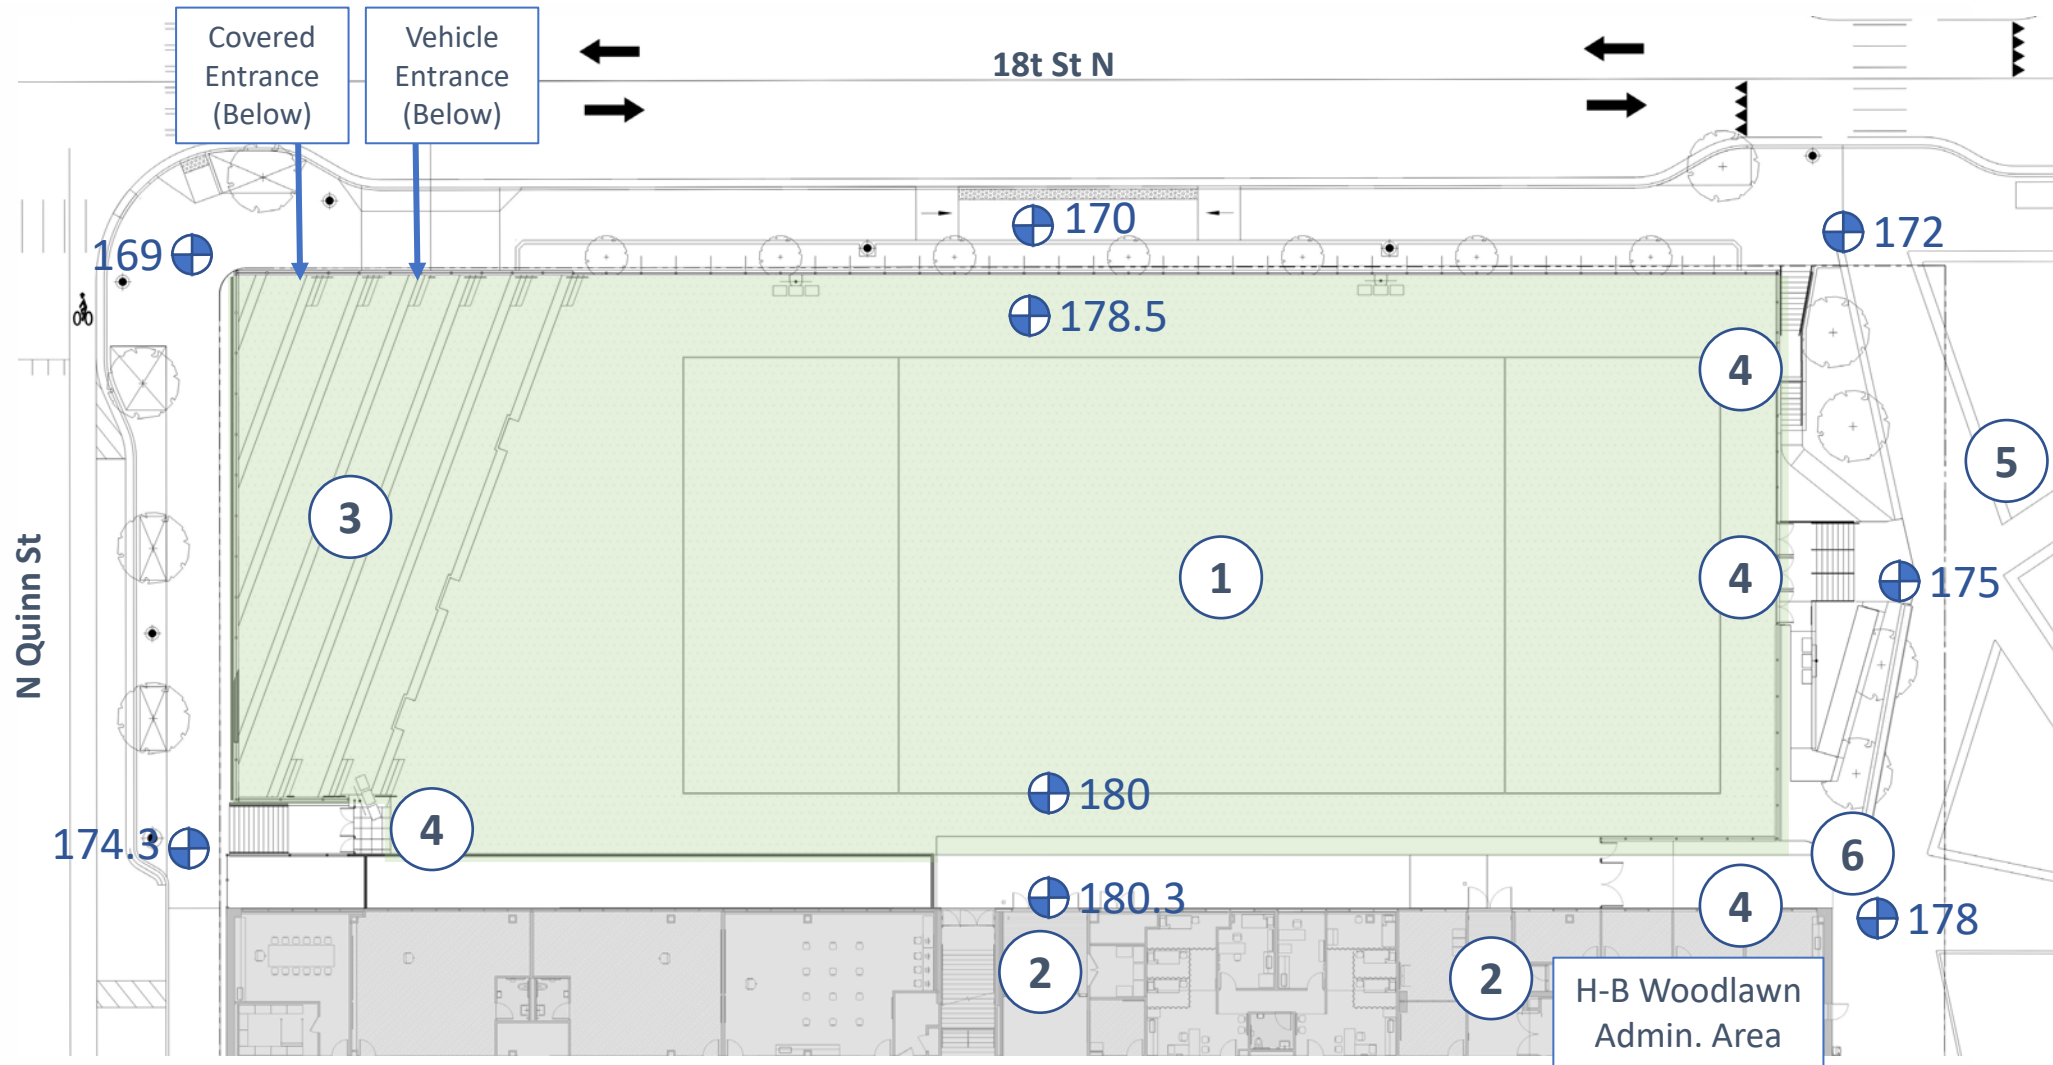 Covered
Entrance
(Below)
Vehicle
Entrance
(Below)
18t St N
169
170
172
178.5
4
5
3
1
4
175
N Quinn St
180
174.3
4
6
180.3
4
178
2
2
H-B Woodlawn
Admin. Area